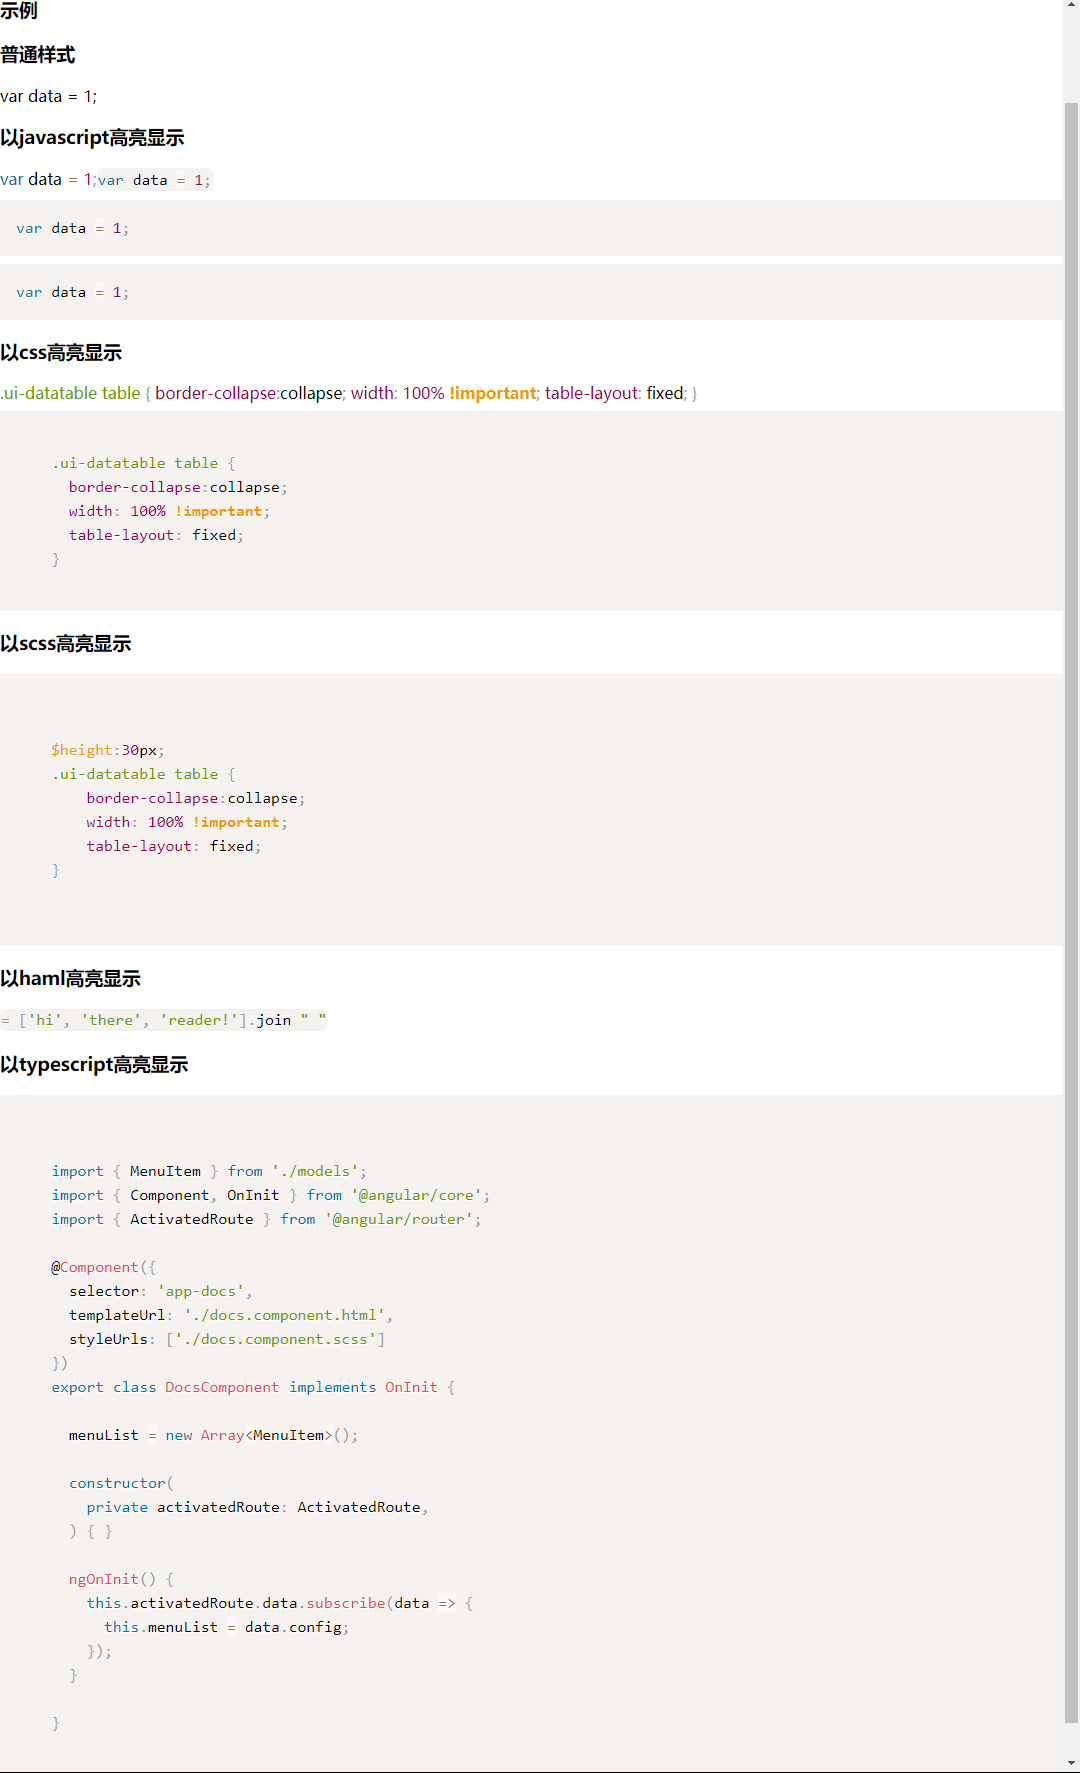 示例
普通样式
var data = 1;
以javascript高亮显示
var data = 1;var data = 1;
var data = 1;
var data = 1;
以css高亮显示
.ui-datatable table { border-collapse:collapse; width: 100% !important; table-layout: fixed; }
.ui-datatable table {
  border-collapse:collapse;
  width: 100% !important;
  table-layout: fixed;
}
以scss高亮显示
$height:30px;
.ui-datatable table {
    border-collapse:collapse;
    width: 100% !important;
    table-layout: fixed;
}
以haml高亮显示
= ['hi', 'there', 'reader!'].join " "
以typescript高亮显示
import { MenuItem } from './models';
import { Component, OnInit } from '@angular/core';
import { ActivatedRoute } from '@angular/router';
@Component({
  selector: 'app-docs',
  templateUrl: './docs.component.html',
  styleUrls: ['./docs.component.scss']
})
export class DocsComponent implements OnInit {
  menuList = new Array<MenuItem>();
  constructor(
    private activatedRoute: ActivatedRoute,
  ) { }
  ngOnInit() {
    this.activatedRoute.data.subscribe(data => {
      this.menuList = data.config;
    });
  }
}